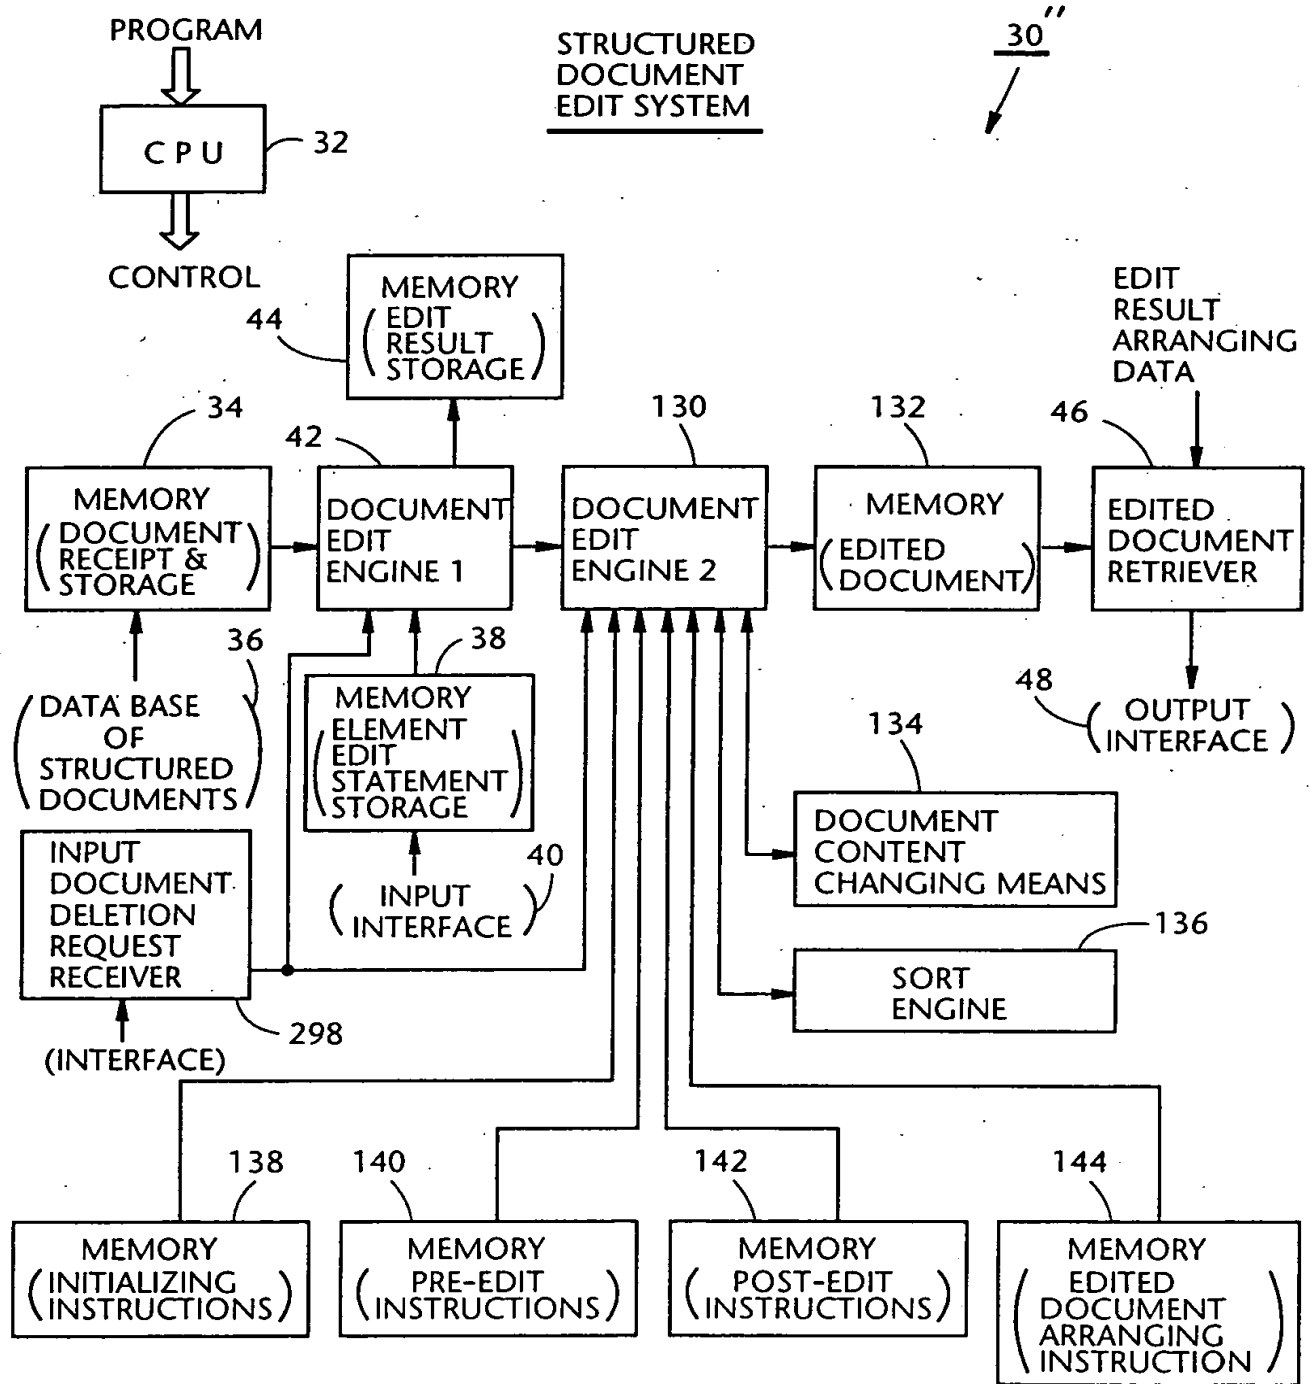 PROGRAM
CPU
32
CONTROL
STRUCTURED
DOCUMENT
EDIT SYSTEM
30''
MEMORY
(EDIT
RESULT
STORAGE)
44
EDIT
RESULT
ARRANGING
DATA
34
42
130
132
46
MEMORY
(DOCUMENT
RECEIPT &
STORAGE)
DOCUMENT
EDIT
ENGINE 1
DOCUMENT
EDIT
ENGINE 2
MEMORY
(EDITED
DOCUMENT)
EDITED
DOCUMENT
RETRIEVER
36
(DATA BASE
OF
STRUCTURED
DOCUMENTS)
38
MEMORY
(ELEMENT
EDIT
STATEMENT
STORAGE)
48
(OUTPUT
INTERFACE)
134
DOCUMENT
CONTENT
CHANGING MEANS
INPUT
DOCUMENT
DELETION
REQUEST
RECEIVER
40
(INPUT
INTERFACE)
136
SORT
ENGINE
298
(INTERFACE)
138
140
142
144
MEMORY
(INITIALIZING
INSTRUCTIONS)
MEMORY
(PRE-EDIT
INSTRUCTIONS)
MEMORY
(POST-EDIT
INSTRUCTIONS)
MEMORY
(EDITED
DOCUMENT
ARRANGING
INSTRUCTION)